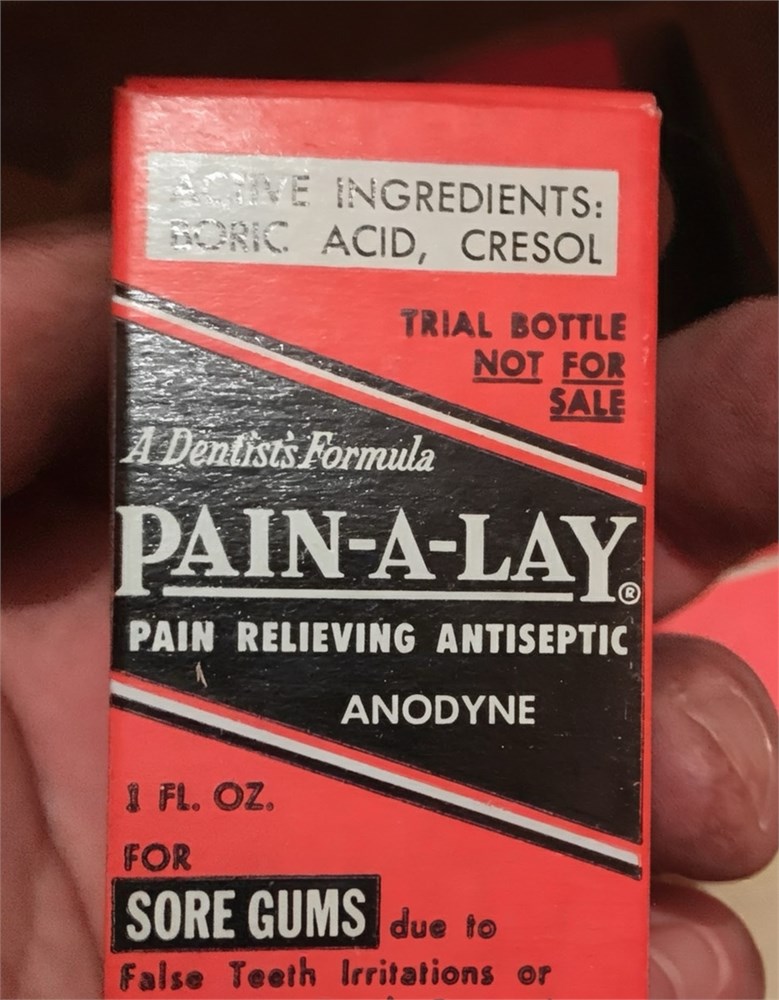 ACTIVE INGREDIENTS:
BORIC ACID, CRESOL
TRIAL BOTTLE
NOT FOR
SALE
A Dentist's Formula
PAIN-A-LAY®
PAIN RELIEVING ANTISEPTIC
ANODYNE
1 FL. OZ.
FOR
SORE GUMS due to
False Teeth Irritations or